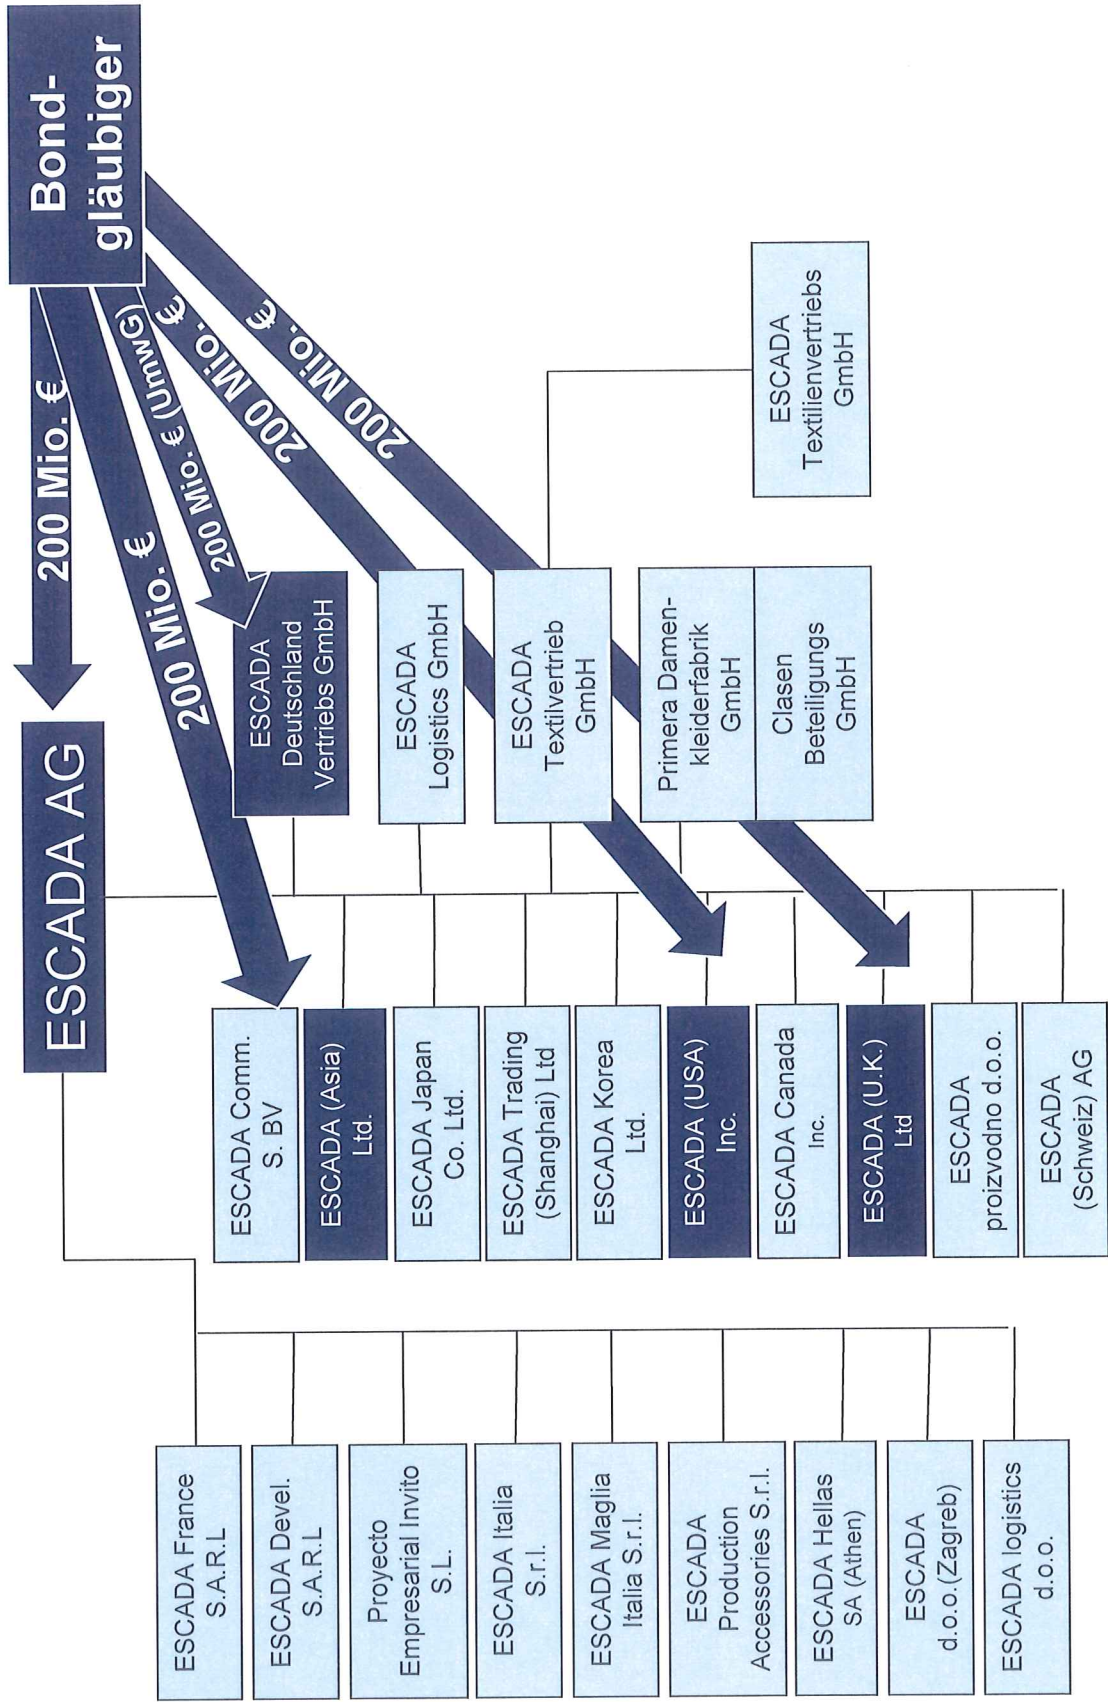 ESCADA AG
200 Mio. €
Bond-
gläubiger
200 Mio. €
200 Mio. € (UmwG)
200 Mio. €
200 Mio. €
ESCADA France
S.A.R.L
ESCADA Devel.
S.A.R.L
Proyecto
Empresarial Invito
S.L.
ESCADA Italia
S.r.l.
ESCADA Maglia
Italia S.r.l.
ESCADA
Production
Accessories S.r.l.
ESCADA Hellas
SA (Athen)
ESCADA
d.o.o.(Zagreb)
ESCADA logistics
d.o.o.
ESCADA Comm.
S. BV
ESCADA (Asia)
Ltd.
ESCADA Japan
Co. Ltd.
ESCADA Trading
(Shanghai) Ltd
ESCADA Korea
Ltd.
ESCADA (USA)
Inc.
ESCADA Canada
Inc.
ESCADA (U.K.)
Ltd
ESCADA
proizvodno d.o.o.
ESCADA
(Schweiz) AG
ESCADA
Deutschland
Vertriebs GmbH
ESCADA
Logistics GmbH
ESCADA
Textilvertrieb
GmbH
Primera Damen-
kleiderfabrik
GmbH
Clasen
Beteiligungs
GmbH
ESCADA
Textilienvertriebs
GmbH